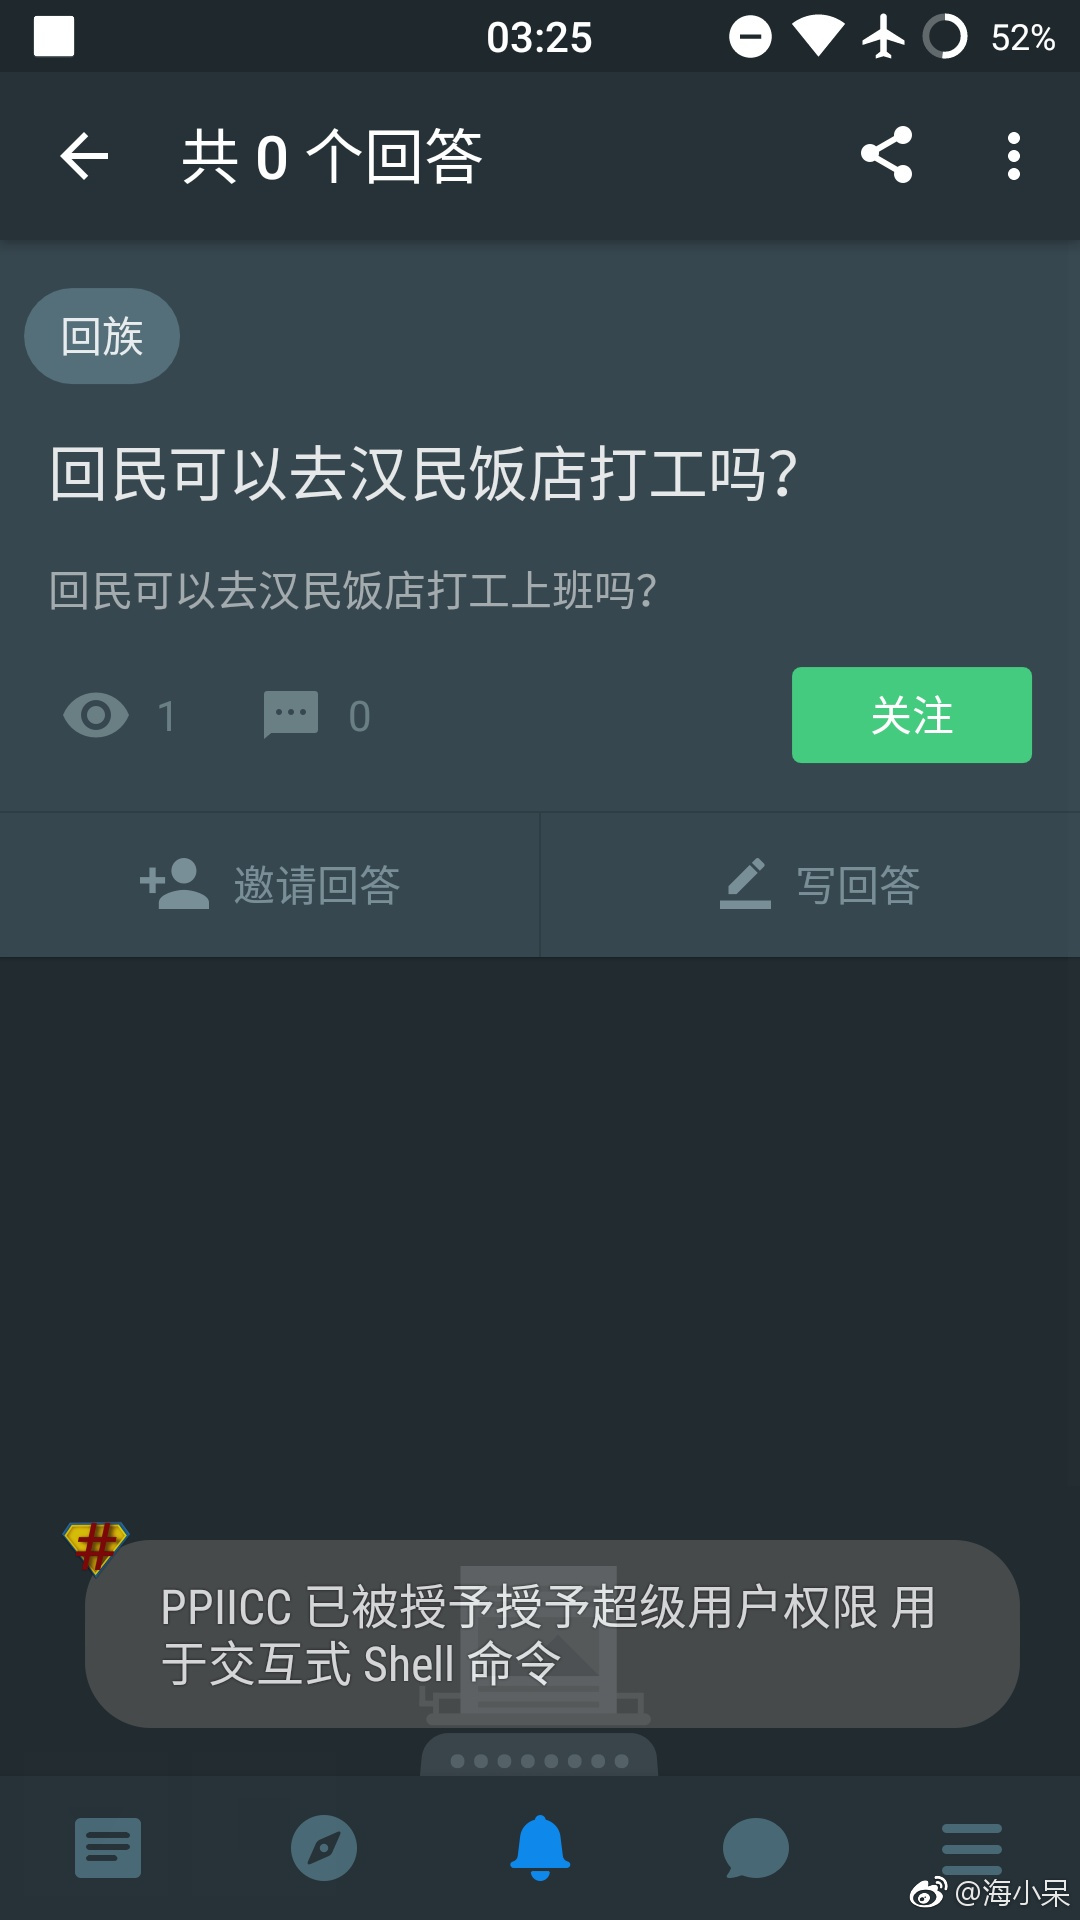 03:25
52%
共 0 个回答
回族
回民可以去汉民饭店打工吗？
回民可以去汉民饭店打工上班吗？
1
0
关注
邀请回答
写回答
#
PPIICC 已被授予授予超级用户权限 用
于交互式 Shell 命令
@海小呆